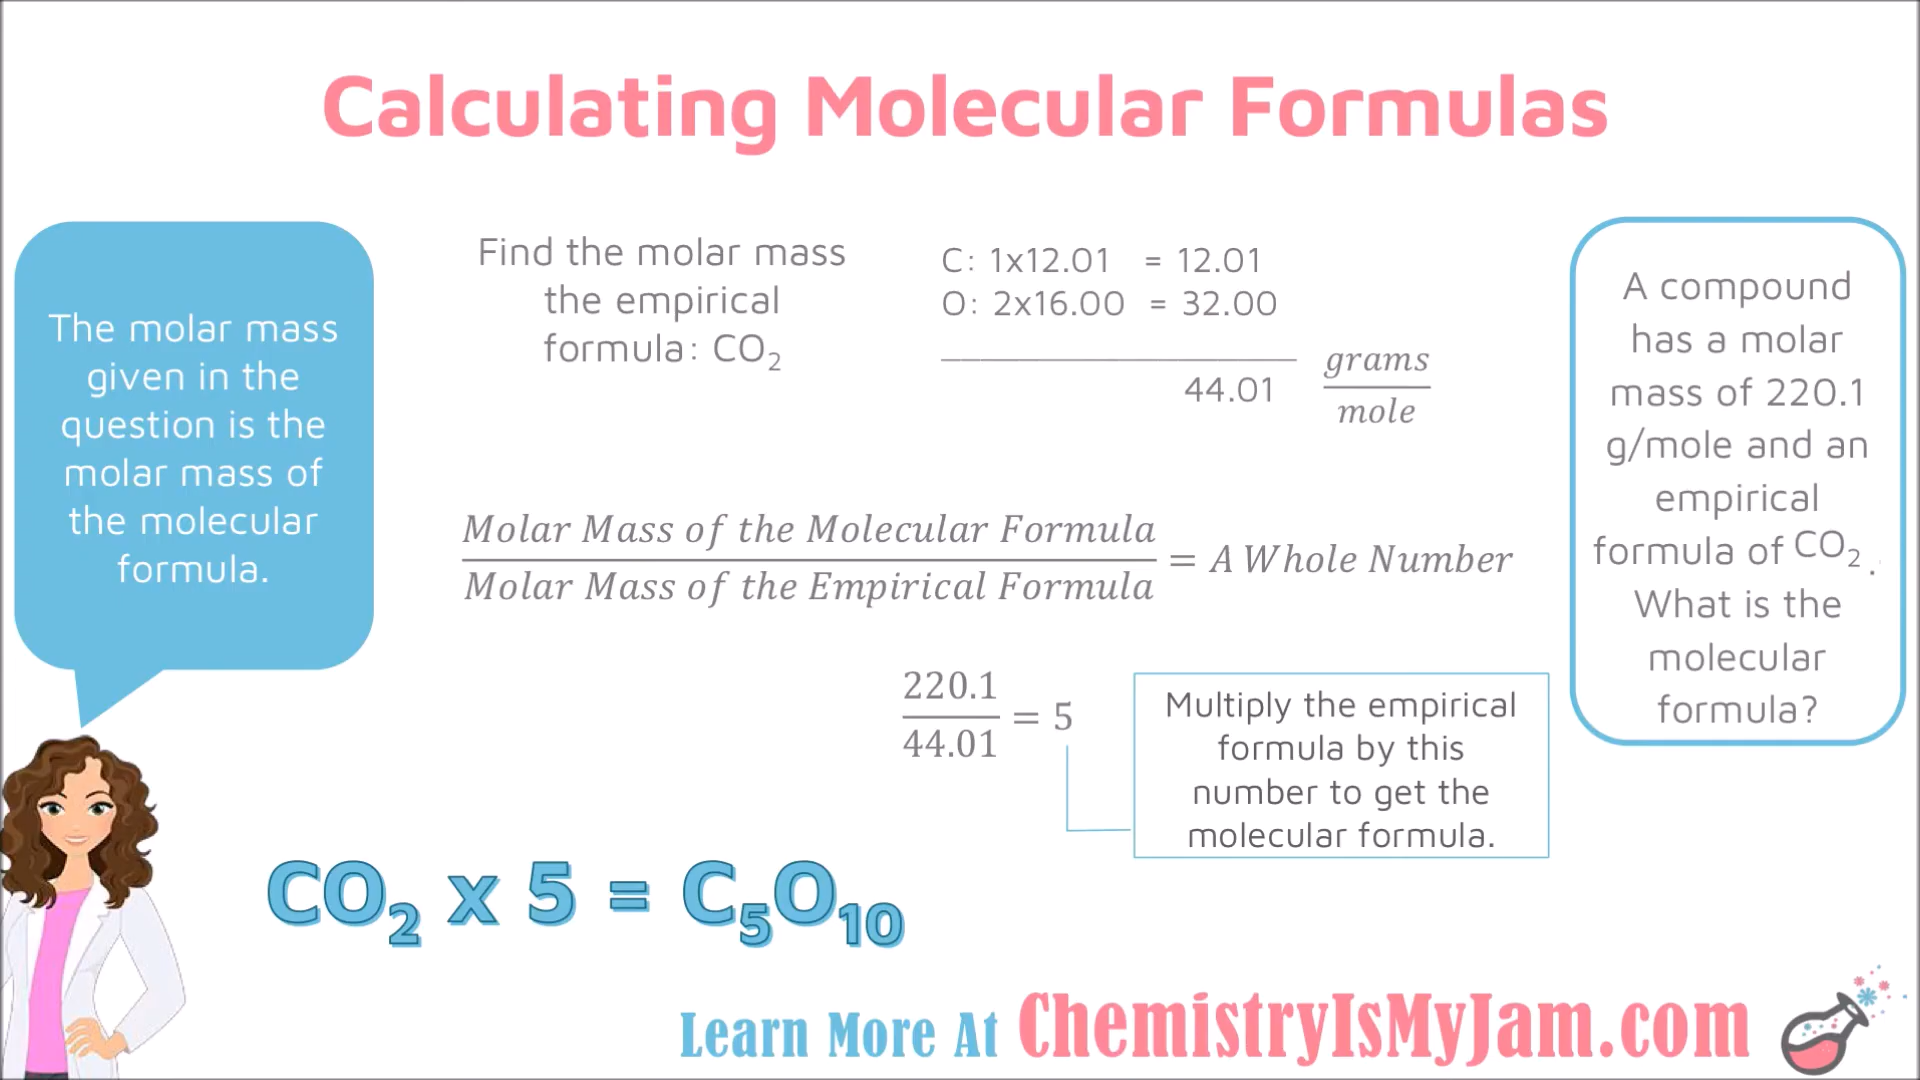 Calculating Molecular Formulas
The molar mass
given in the
question is the
molar mass of
the molecular
formula.
Find the molar mass
the empirical
formula: CO₂
C: 1x12.01 = 12.01
O: 2x16.00 = 32.00
44.01 grams/mole
Molar Mass of the Molecular Formula
Molar Mass of the Empirical Formula
= A Whole Number
220.1
44.01
= 5
Multiply the empirical
formula by this
number to get the
molecular formula.
A compound
has a molar
mass of 220.1
g/mole and an
empirical
formula of CO₂.
What is the
molecular
formula?
CO₂ x 5 = C₅O₁₀
Learn More At ChemistryIsMyJam.com